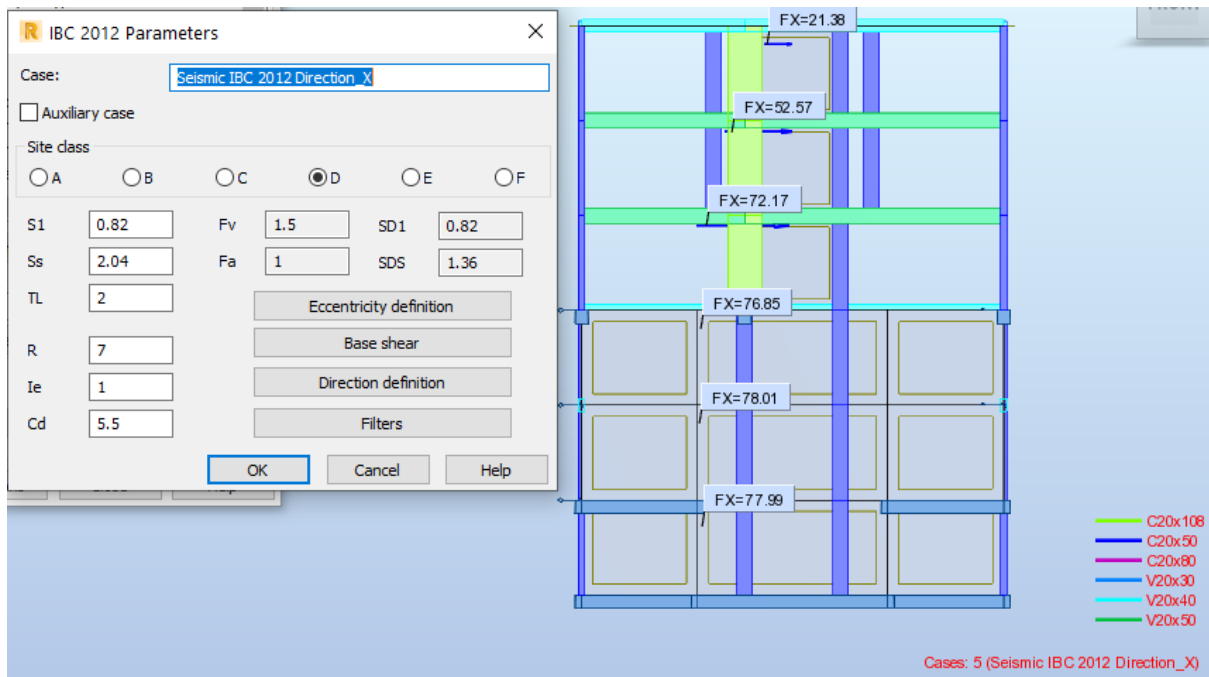 IBC 2012 Parameters
Case:
Seismic IBC 2012 Direction_X
Auxiliary case
Site class
A B C D E F
S1 0.82 Fv 1.5 SD1 0.82
Ss 2.04 Fa 1 SDS 1.36
TL 2
Eccentricity definition
R 7
Base shear
Ie 1
Direction definition
Cd 5.5
Filters
OK Cancel Help
FX=21.38
FX=52.57
FX=72.17
FX=76.85
FX=78.01
FX=77.99
C20x108
C20x50
C20x80
V20x30
V20x40
V20x50
Cases: 5 (Seismic IBC 2012 Direction_X)